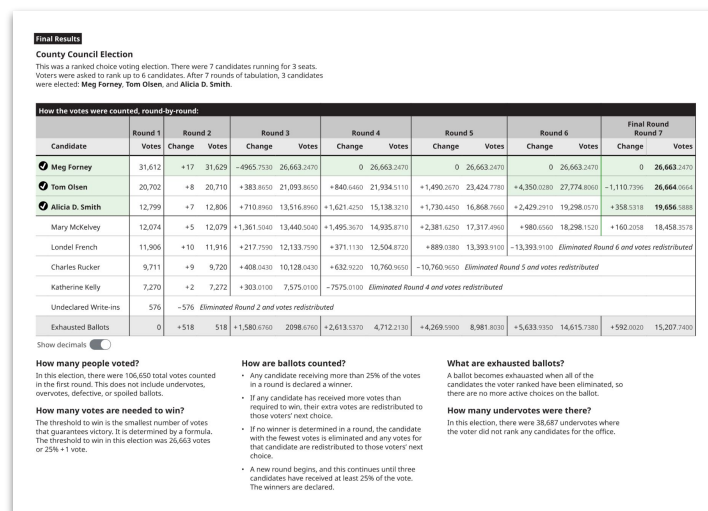 Final Results
County Council Election
This was a ranked choice voting election. There were 7 candidates running for 3 seats.
Voters were asked to rank up to 6 candidates. After 7 rounds of tabulation, 3 candidates
were elected: Meg Forney, Tom Olsen, and Alicia D. Smith.
How the votes were counted, round-by-round:
Round 1 Round 2 Round 3 Round 4 Round 5 Round 6 Final Round Round 7
Candidate Votes Change Votes Change Votes Change Votes Change Votes Change Votes Change Votes
Meg Forney 31,612 +17 31,629 −4965.7530 26,663.2470 0 26,663.2470 0 26,663.2470 0 26,663.2470 0 26,663.2470
Tom Olsen 20,702 +8 20,710 +383.8650 21,093.8650 +840.6460 21,934.5110 +1,490.2670 23,424.7780 +4,350.0280 27,774.8060 −1,110.7396 26,664.0664
Alicia D. Smith 12,799 +7 12,806 +710.8960 13,516.8960 +1,621.4250 15,138.3210 +1,730.4450 16,868.7660 +2,429.2910 19,298.0570 +358.5318 19,656.5888
Mary McKelvey 12,074 +5 12,079 +1,361.5040 13,440.5040 +1,495.3670 14,935.8710 +2,381.6250 17,317.4960 +980.6560 18,298.1520 +160.2058 18,458.3578
Londel French 11,906 +10 11,916 +217.7590 12,133.7590 +371.1130 12,504.8720 +889.0380 13,393.9100 −13,393.9100 Eliminated Round 6 and votes redistributed
Charles Rucker 9,711 +9 9,720 +408.0430 10,128.0430 +632.9220 10,760.9650 −10,760.9650 Eliminated Round 5 and votes redistributed
Katherine Kelly 7,270 +2 7,272 +303.0100 7,575.0100 −7575.0100 Eliminated Round 4 and votes redistributed
Undeclared Write-ins 576 −576 Eliminated Round 2 and votes redistributed
Exhausted Ballots 0 +518 518 +1,580.6760 2098.6760 +2,613.5370 4,712.2130 +4,269.5900 8,981.8030 +5,633.9350 14,615.7380 +592.0020 15,207.7400
Show decimals
How many people voted?
In this election, there were 106,650 total votes counted
in the first round. This does not include undervotes,
overvotes, defective, or spoiled ballots.
How many votes are needed to win?
The threshold to win is the smallest number of votes
that guarantees victory. It is determined by a formula.
The threshold to win in this election was 26,663 votes
or 25% +1 vote.
How are ballots counted?
• Any candidate receiving more than 25% of the votes
in a round is declared a winner.
• If any candidate has received more votes than
required to win, their extra votes are redistributed to
those voters' next choice.
• If no winner is determined in a round, the candidate
with the fewest votes is eliminated and any votes for
that candidate are redistributed to those voters' next
choice.
• A new round begins, and this continues until three
candidates have received at least 25% of the vote.
The winners are declared.
What are exhausted ballots?
A ballot becomes exhausted when all of the
candidates the voter ranked have been eliminated, so
there are no more active choices on the ballot.
How many undervotes were there?
In this election, there were 38,687 undervotes where
the voter did not rank any candidates for the office.